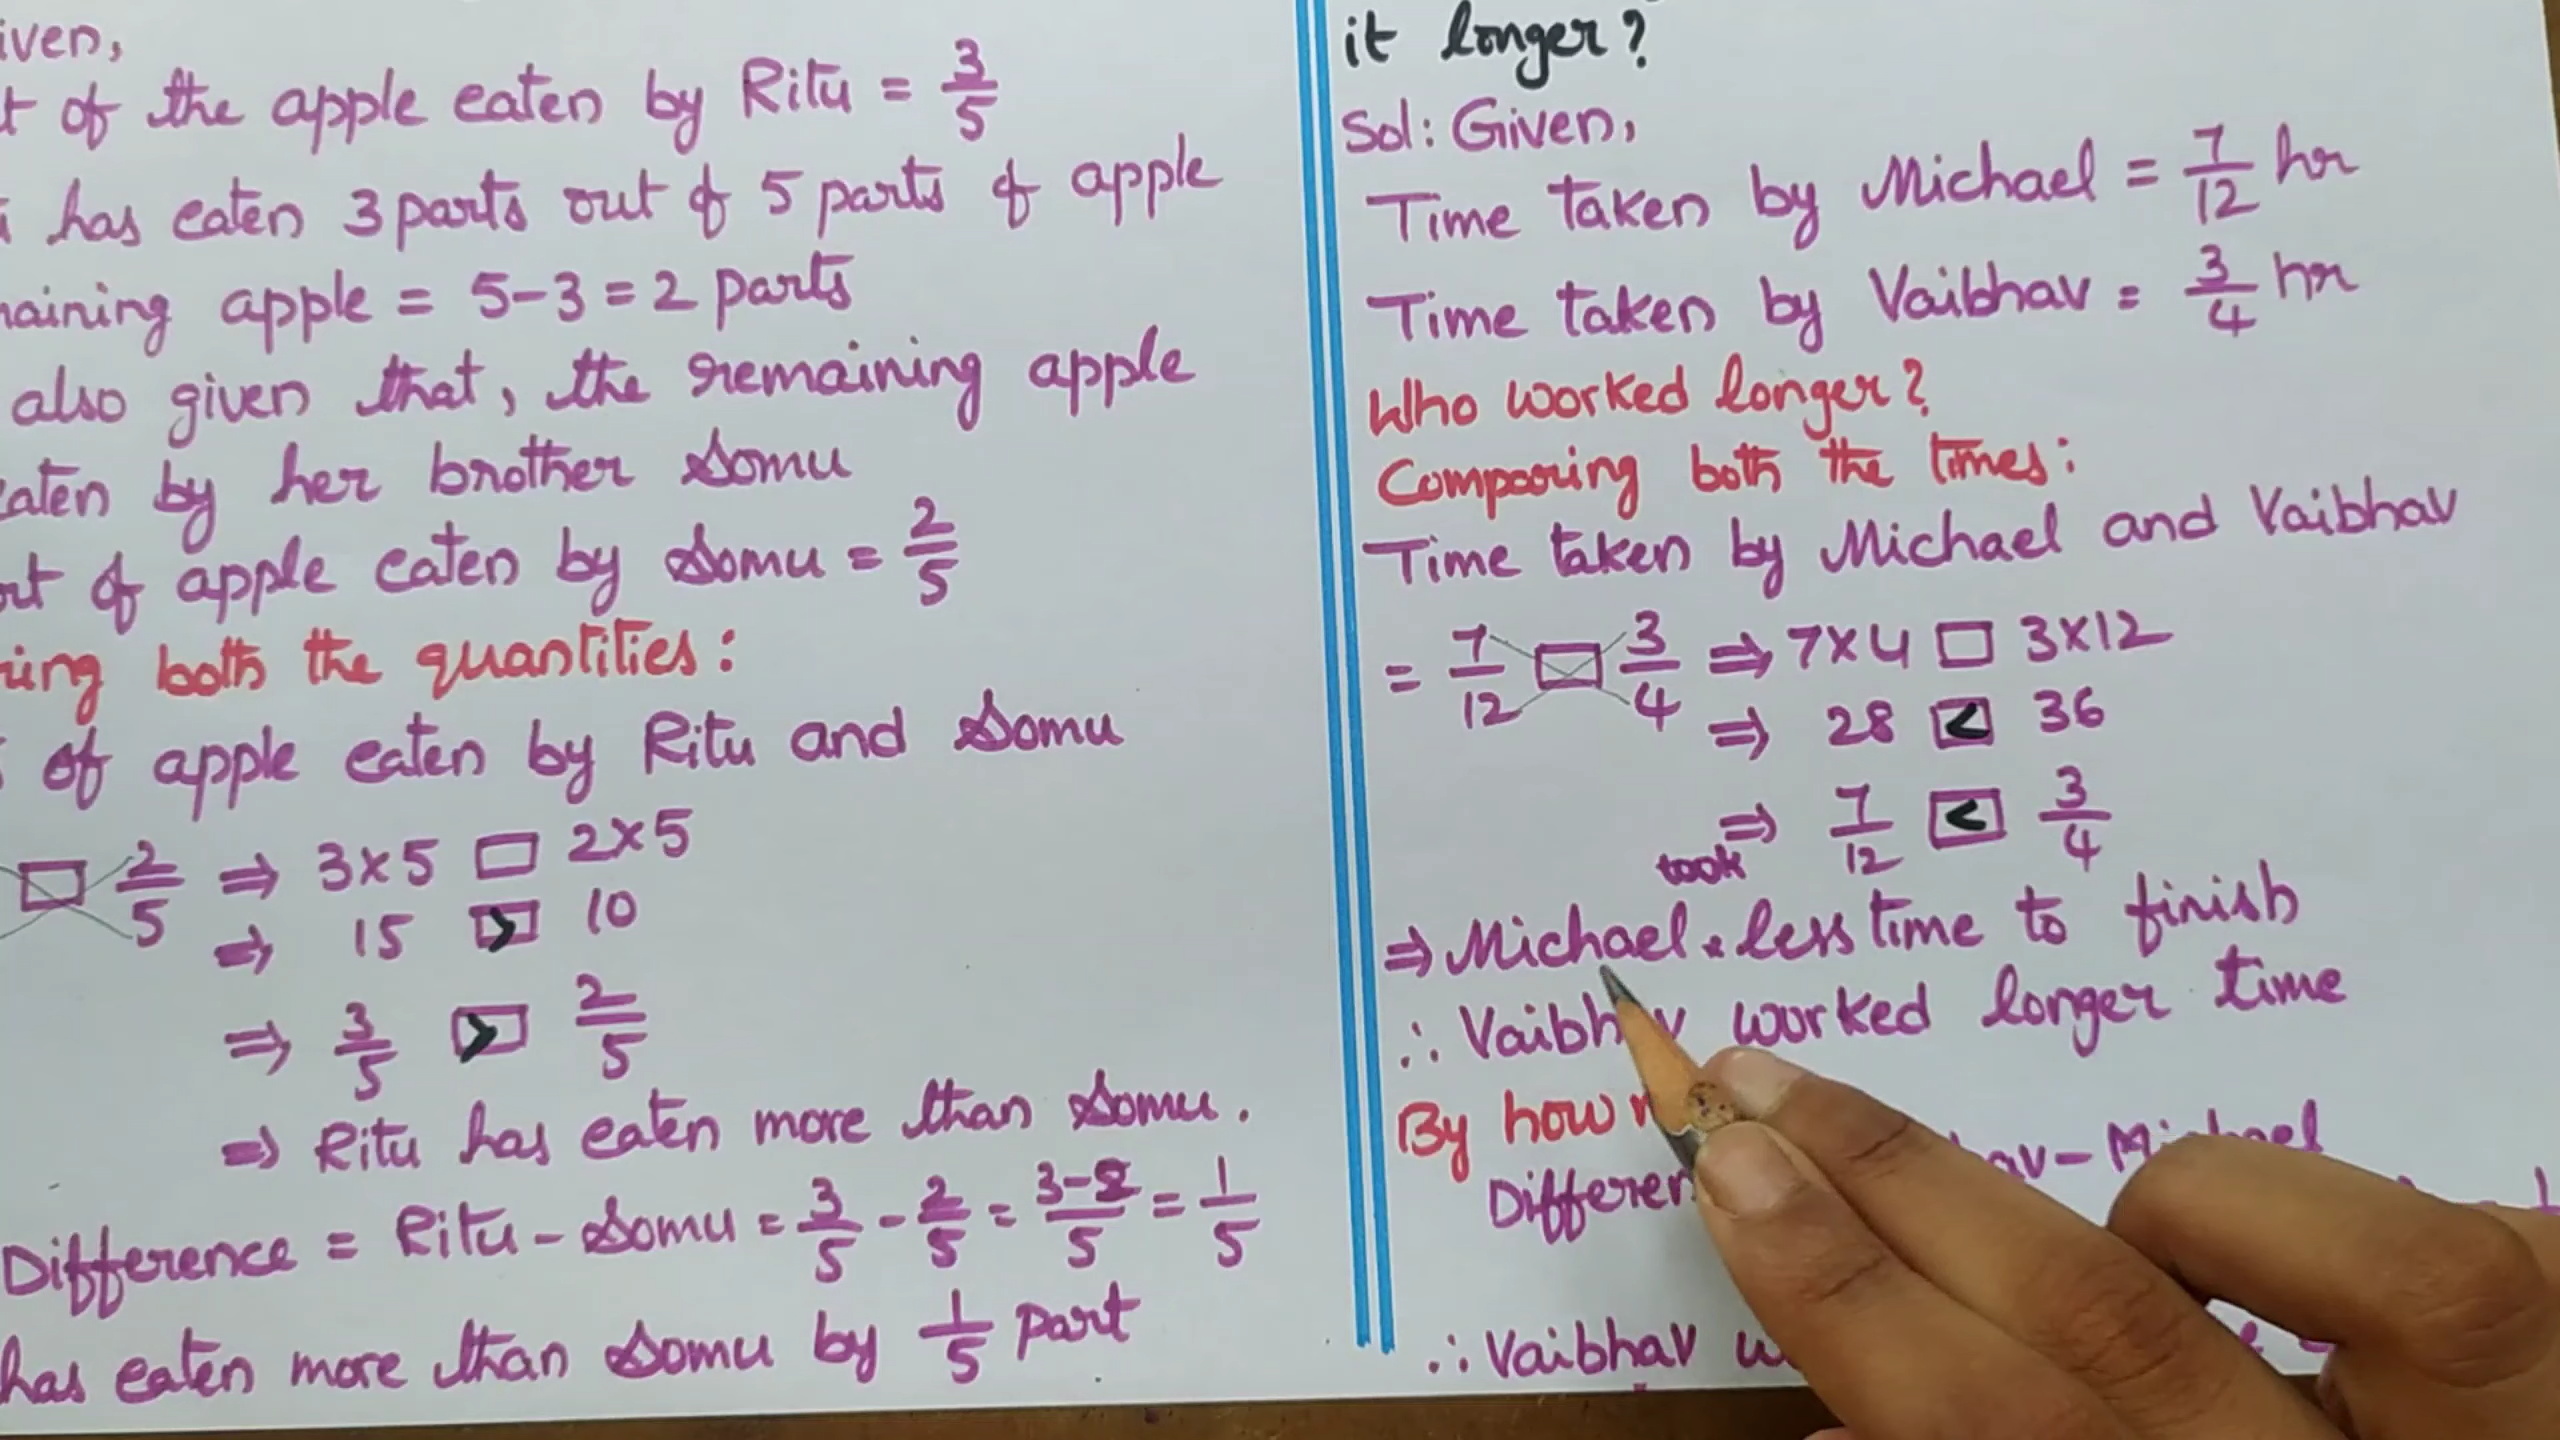 iven,
t of the apple eaten by Ritu = 3/5
has eaten 3 parts out of 5 parts of apple
maining apple = 5-3 = 2 parts
also given that, the remaining apple
eaten by her brother Somu
rt of apple eaten by Somu = 2/5
ring both the quantities:
of apple eaten by Ritu and Somu
□ 2/5 ⇒ 3×5 □ 2×5
⇒ 15 > 10
⇒ 3/5 > 2/5
⇒ Ritu has eaten more than Somu.
Difference = Ritu - Somu = 3/5 - 2/5 = 3-2/5 = 1/5
has eaten more than Somu by 1/5 part
it longer?
Sol: Given,
Time taken by Michael = 7/12 hr
Time taken by Vaibhav = 3/4 hr
Who worked longer?
Comparing both the times:
Time taken by Michael and Vaibhav
= 7/12 □ 3/4 ⇒ 7×4 □ 3×12
⇒ 28 < 36
⇒ 7/12 < 3/4
took
⇒ Michael less time to finish
∴ Vaibhav worked longer time
By how
Differen av - Michael
∴ Vaibhav w